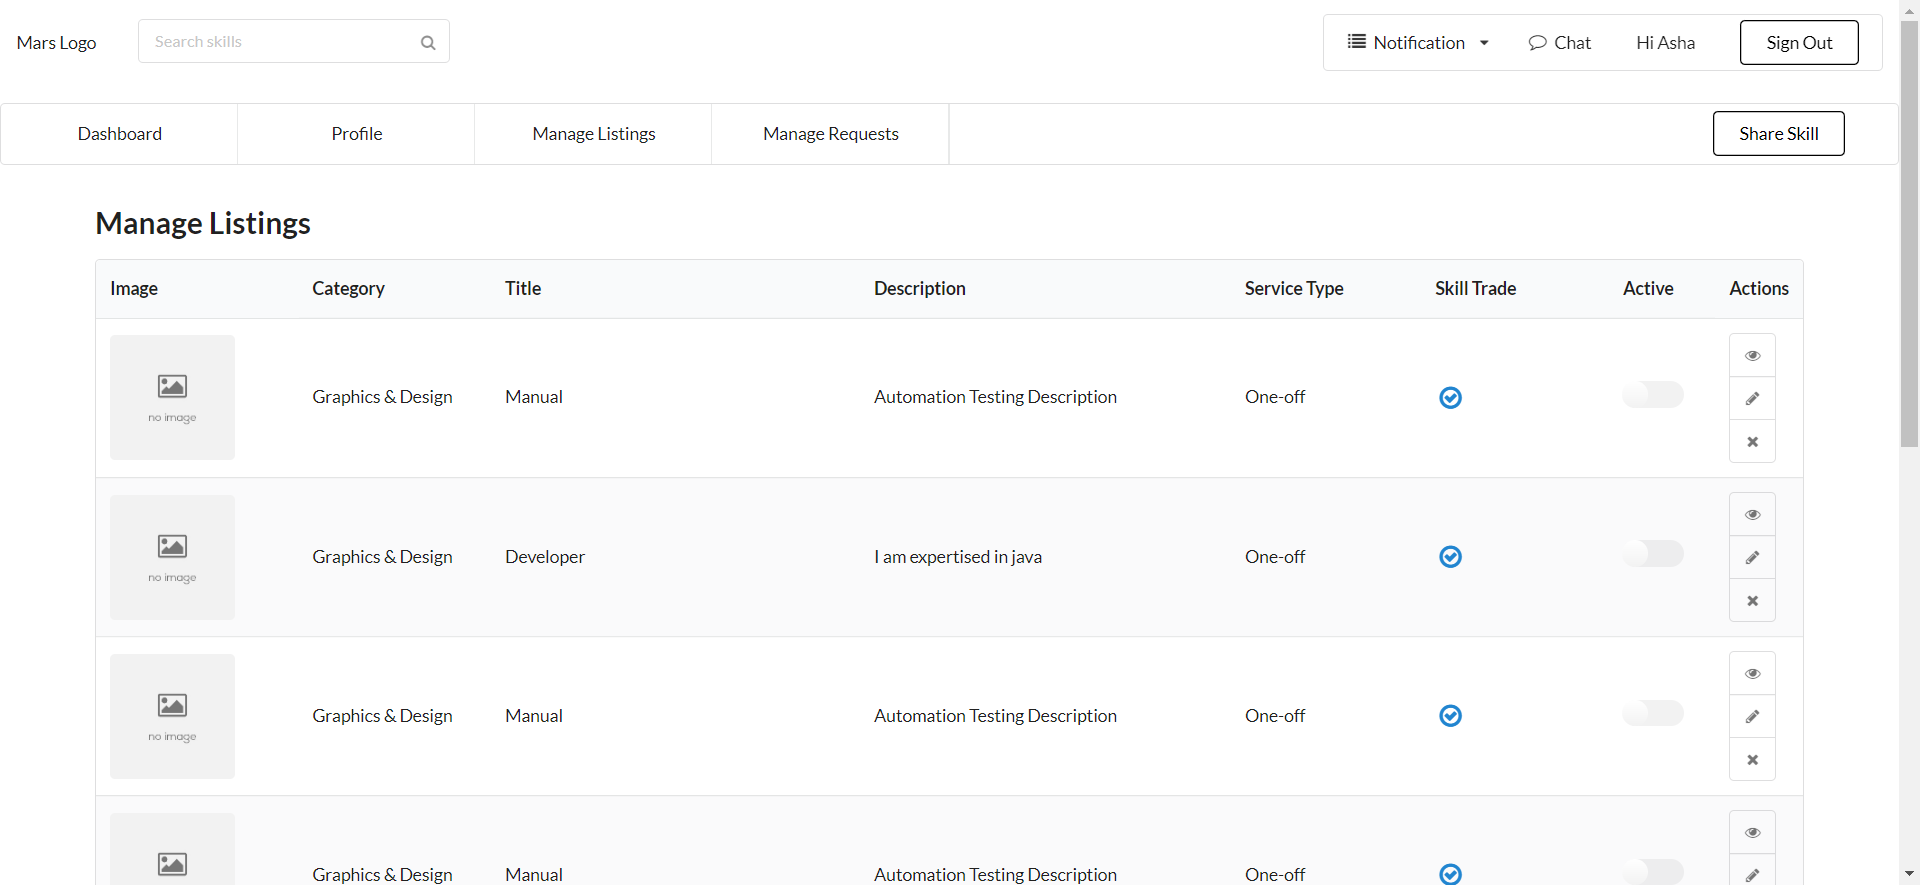 Mars Logo Search skills Notification Chat Hi Asha Sign Out
Dashboard Profile Manage Listings Manage Requests Share Skill
Manage Listings
Image Category Title Description Service Type Skill Trade Active Actions
no image Graphics & Design Manual Automation Testing Description One-off
no image Graphics & Design Developer I am expertised in java One-off
no image Graphics & Design Manual Automation Testing Description One-off
Graphics & Design Manual Automation Testing Description One-off